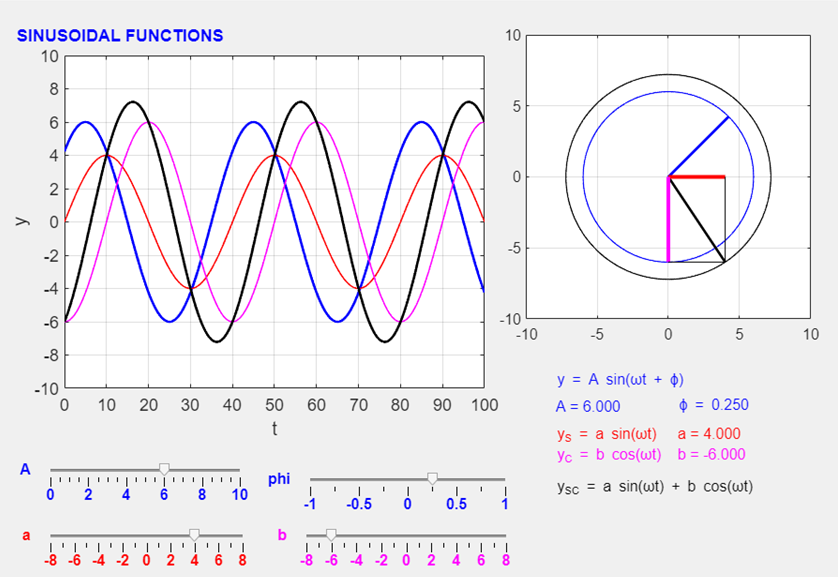 SINUSOIDAL FUNCTIONS
10
8
6
4
2
0
-2
-4
-6
-8
-10
y
0 10 20 30 40 50 60 70 80 90 100
t
10
5
0
-5
-10
-10 -5 0 5 10
y = A sin(ωt + ϕ)
A = 6.000 ϕ = 0.250
yS = a sin(ωt) a = 4.000
yC = b cos(ωt) b = -6.000
ySC = a sin(ωt) + b cos(ωt)
A
0 2 4 6 8 10
phi
-1 -0.5 0 0.5 1
a
-8 -6 -4 -2 0 2 4 6 8
b
-8 -6 -4 -2 0 2 4 6 8